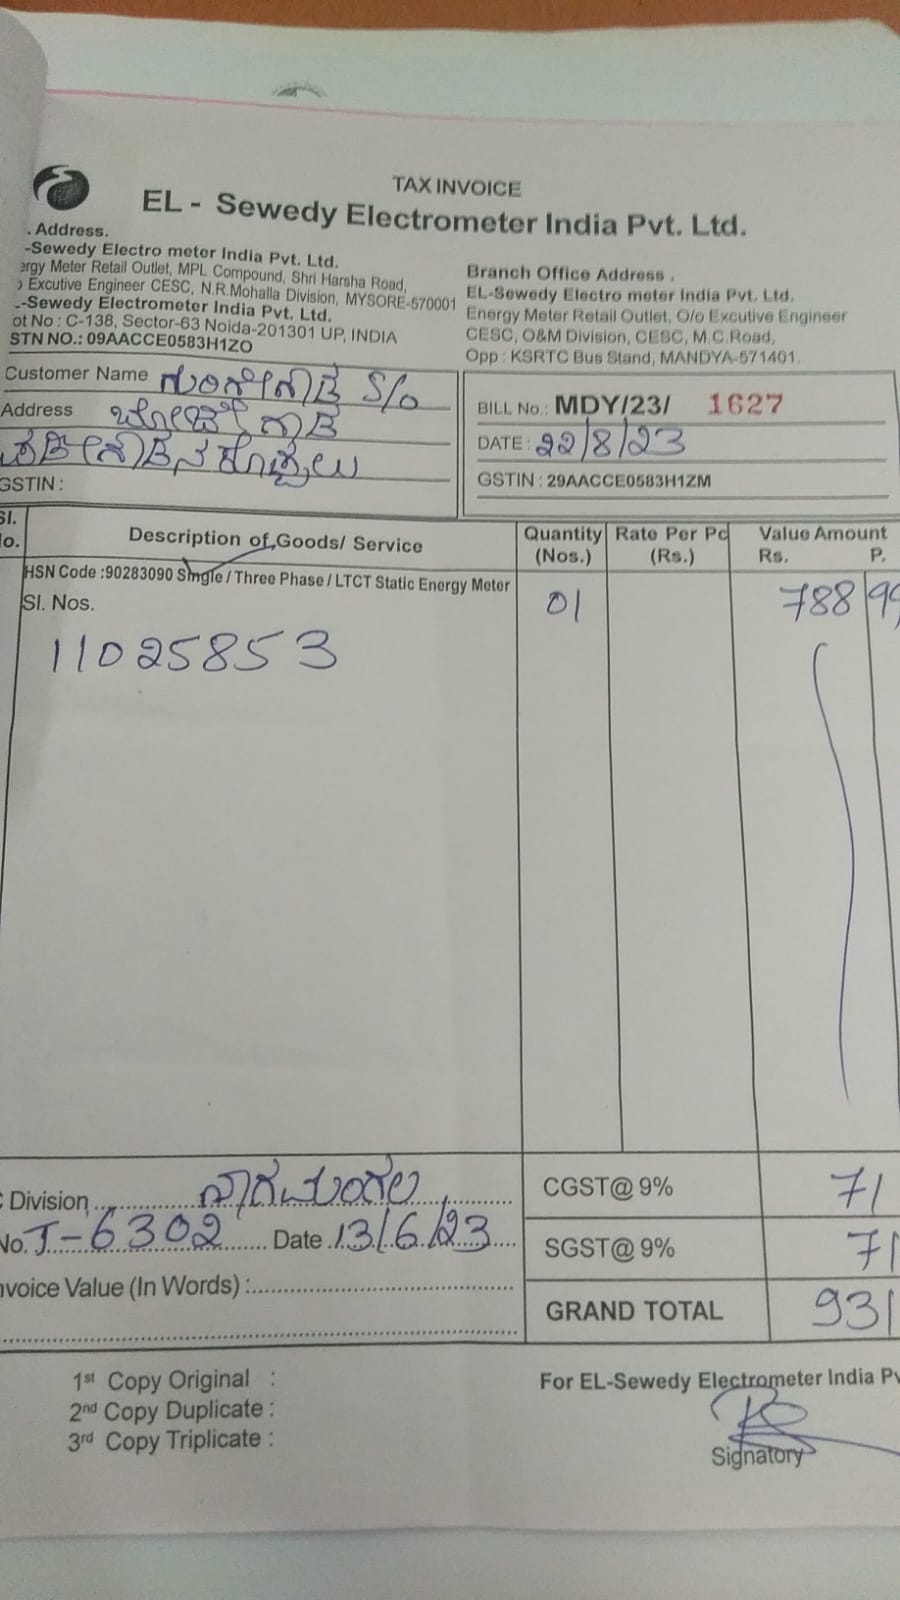 TAX INVOICE
EL - Sewedy Electrometer India Pvt. Ltd.
. Address.
-Sewedy Electro meter India Pvt. Ltd.
ergy Meter Retail Outlet, MPL Compound, Shri Harsha Road,
o Excutive Engineer CESC, N.R.Mohalla Division, MYSORE-570001
.-Sewedy Electrometer India Pvt. Ltd.
ot No : C-138, Sector-63 Noida-201301 UP, INDIA
STN NO.: 09AACCE0583H1ZO
Branch Office Address .
EL-Sewedy Electro meter India Pvt. Ltd.
Energy Meter Retail Outlet, O/o Excutive Engineer
CESC, O&M Division, CESC, M.C.Road,
Opp : KSRTC Bus Stand, MANDYA-571401.
Customer Name S/o
Address
GSTIN :
BILL No.: MDY/23/ 1627
DATE : 22/8/23
GSTIN : 29AACCE0583H1ZM
Sl. No. Description of Goods/ Service Quantity (Nos.) Rate Per Pc (Rs.) Value Amount Rs. P.
HSN Code :90283090 Single / Three Phase / LTCT Static Energy Meter
Sl. Nos. 01 788 99
11025853
Division ನಾಗಮಂಗಲ
No. J-6302 Date 13/6/23
nvoice Value (In Words) :
CGST@ 9% 71
SGST@ 9% 71
GRAND TOTAL 931
1st Copy Original :
2nd Copy Duplicate :
3rd Copy Triplicate :
For EL-Sewedy Electrometer India Pv
Signatory